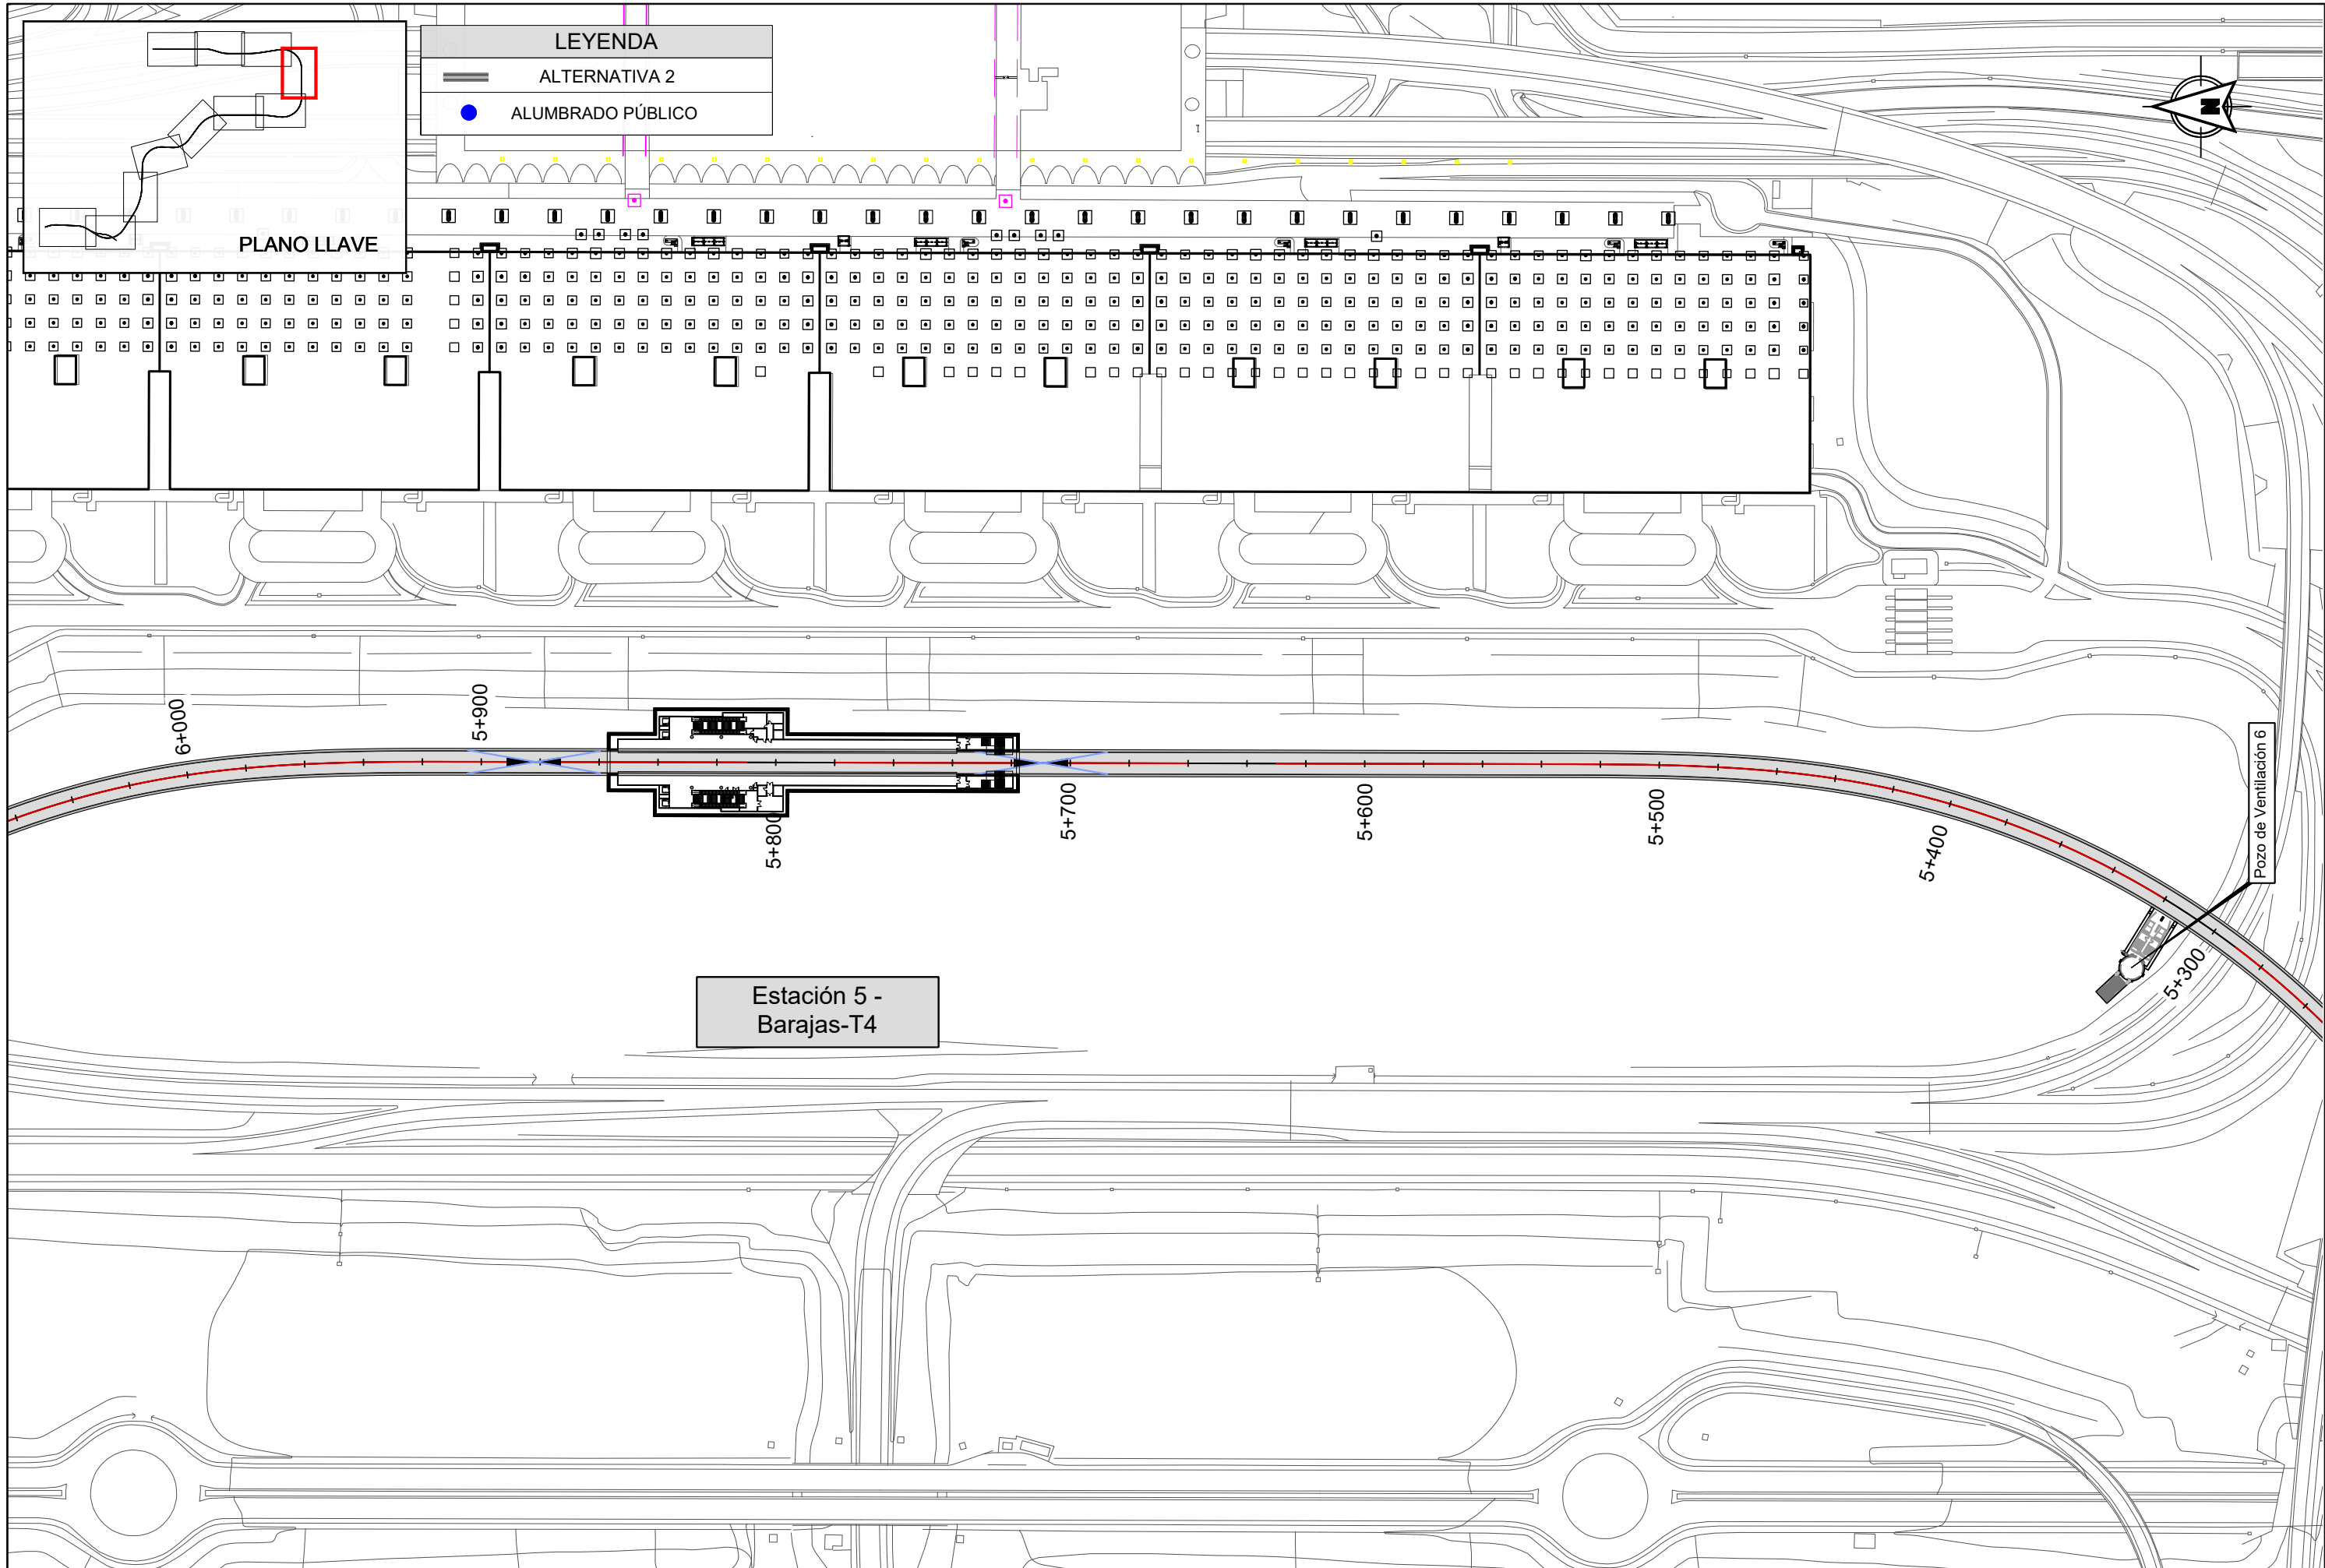 PLANO LLAVE
LEYENDA
ALTERNATIVA 2
ALUMBRADO PÚBLICO
N
6+000
5+900
5+800
5+700
5+600
5+500
5+400
5+300
Pozo de Ventilación 6
Estación 5 -
Barajas-T4